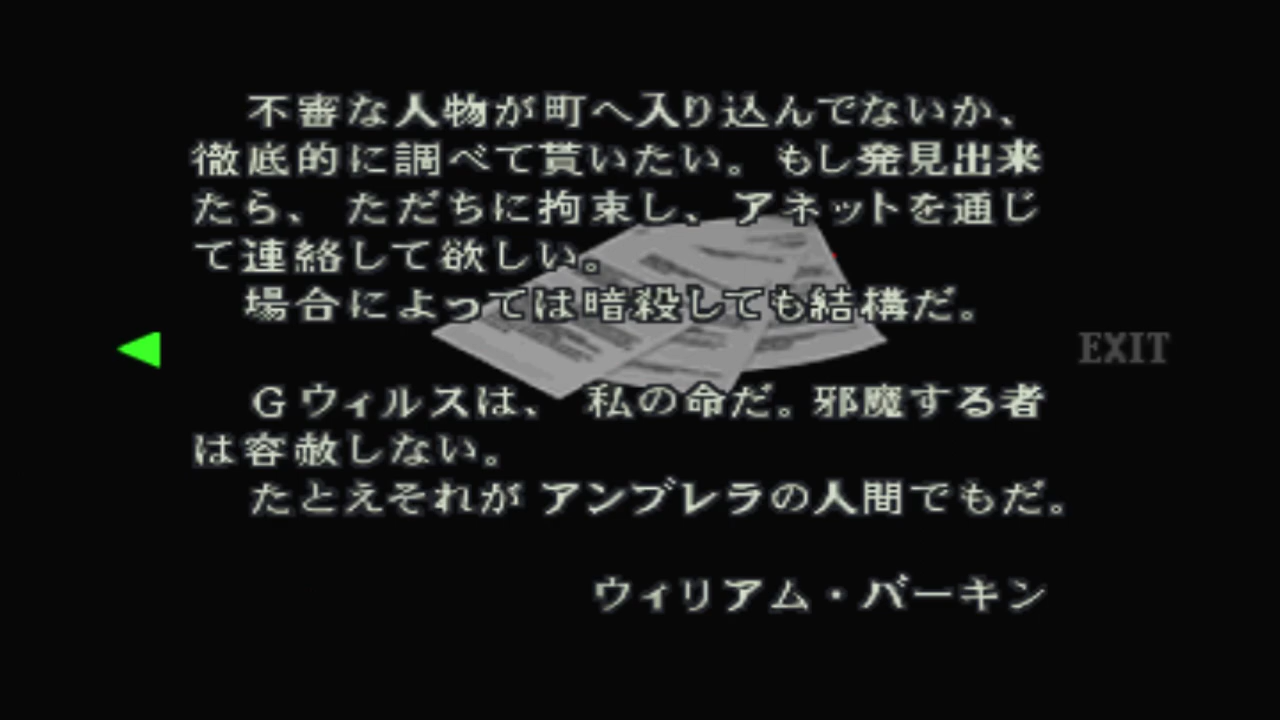 不審な人物が町へ入り込んでないか、
徹底的に調べて貰いたい。もし発見出来
たら、ただちに拘束し、アネットを通じ
て連絡して欲しい。
場合によっては暗殺しても結構だ。
EXIT
Gウィルスは、私の命だ。邪魔する者
は容赦しない。
たとえそれがアンブレラの人間でもだ。
ウィリアム・バーキン